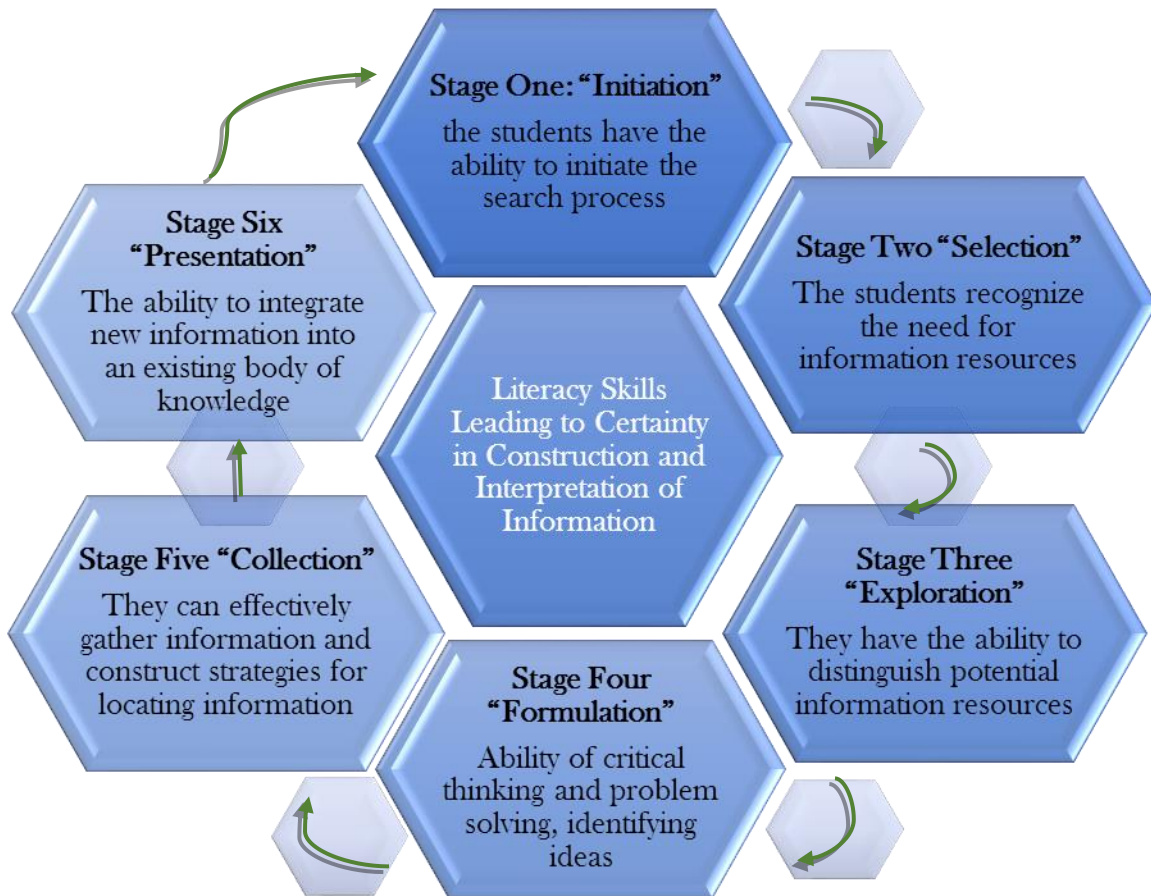 Stage One: “Initiation”
the students have the
ability to initiate the
search process
Stage Two “Selection”
The students recognize
the need for
information resources
Stage Three
“Exploration”
They have the ability to
distinguish potential
information resources
Stage Four
“Formulation”
Ability of critical
thinking and problem
solving, identifying
ideas
Stage Five “Collection”
They can effectively
gather information and
construct strategies for
locating information
Stage Six
“Presentation”
The ability to integrate
new information into
an existing body of
knowledge
Literacy Skills
Leading to Certainty
in Construction and
Interpretation of
Information